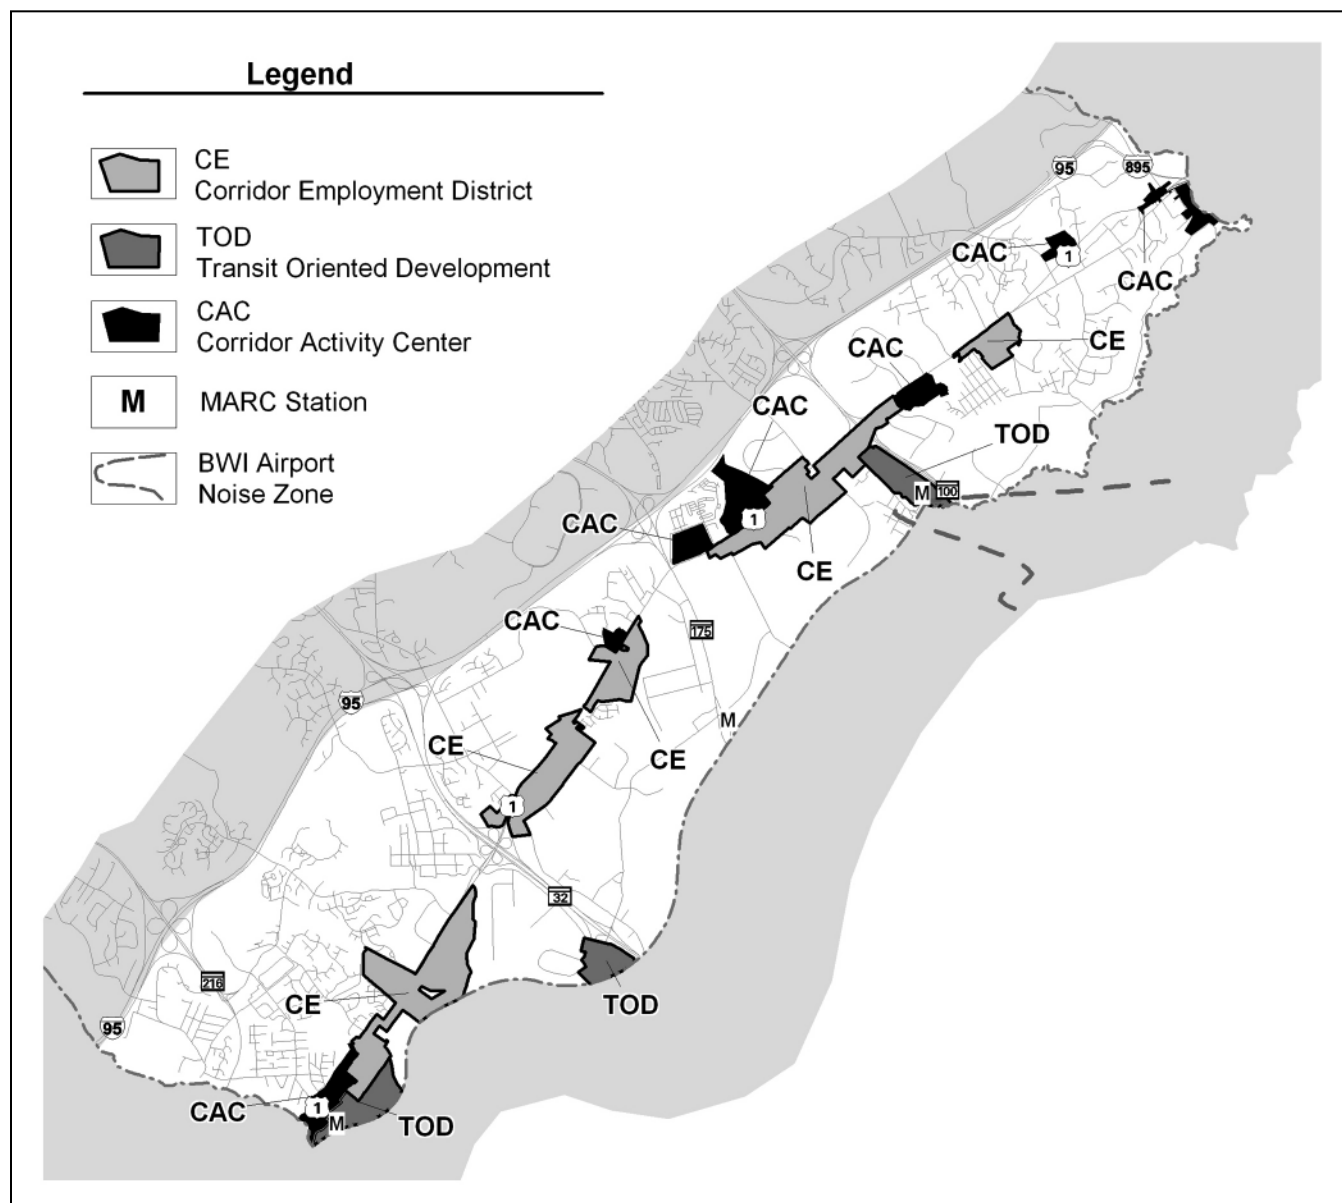 Legend
CE
Corridor Employment District
TOD
Transit Oriented Development
CAC
Corridor Activity Center
M
MARC Station
BWI Airport
Noise Zone
95
895
CAC
1
CAC
CE
CAC
CAC
TOD
M
100
1
CAC
CE
CAC
175
95
M
CE
CE
1
32
216
CE
TOD
95
CAC
1
M
TOD